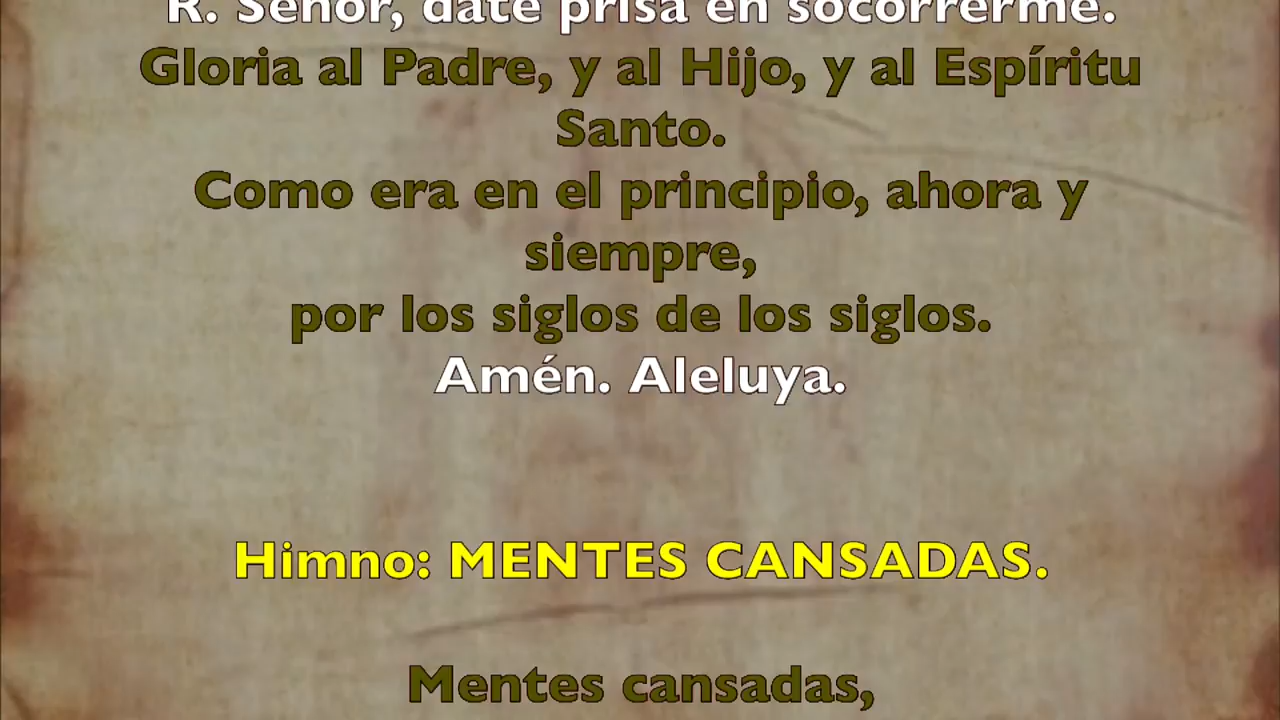 R. Señor, date prisa en socorrerme.
Gloria al Padre, y al Hijo, y al Espíritu
Santo.
Como era en el principio, ahora y
siempre,
por los siglos de los siglos.
Amén. Aleluya.
Himno: MENTES CANSADAS.
Mentes cansadas,